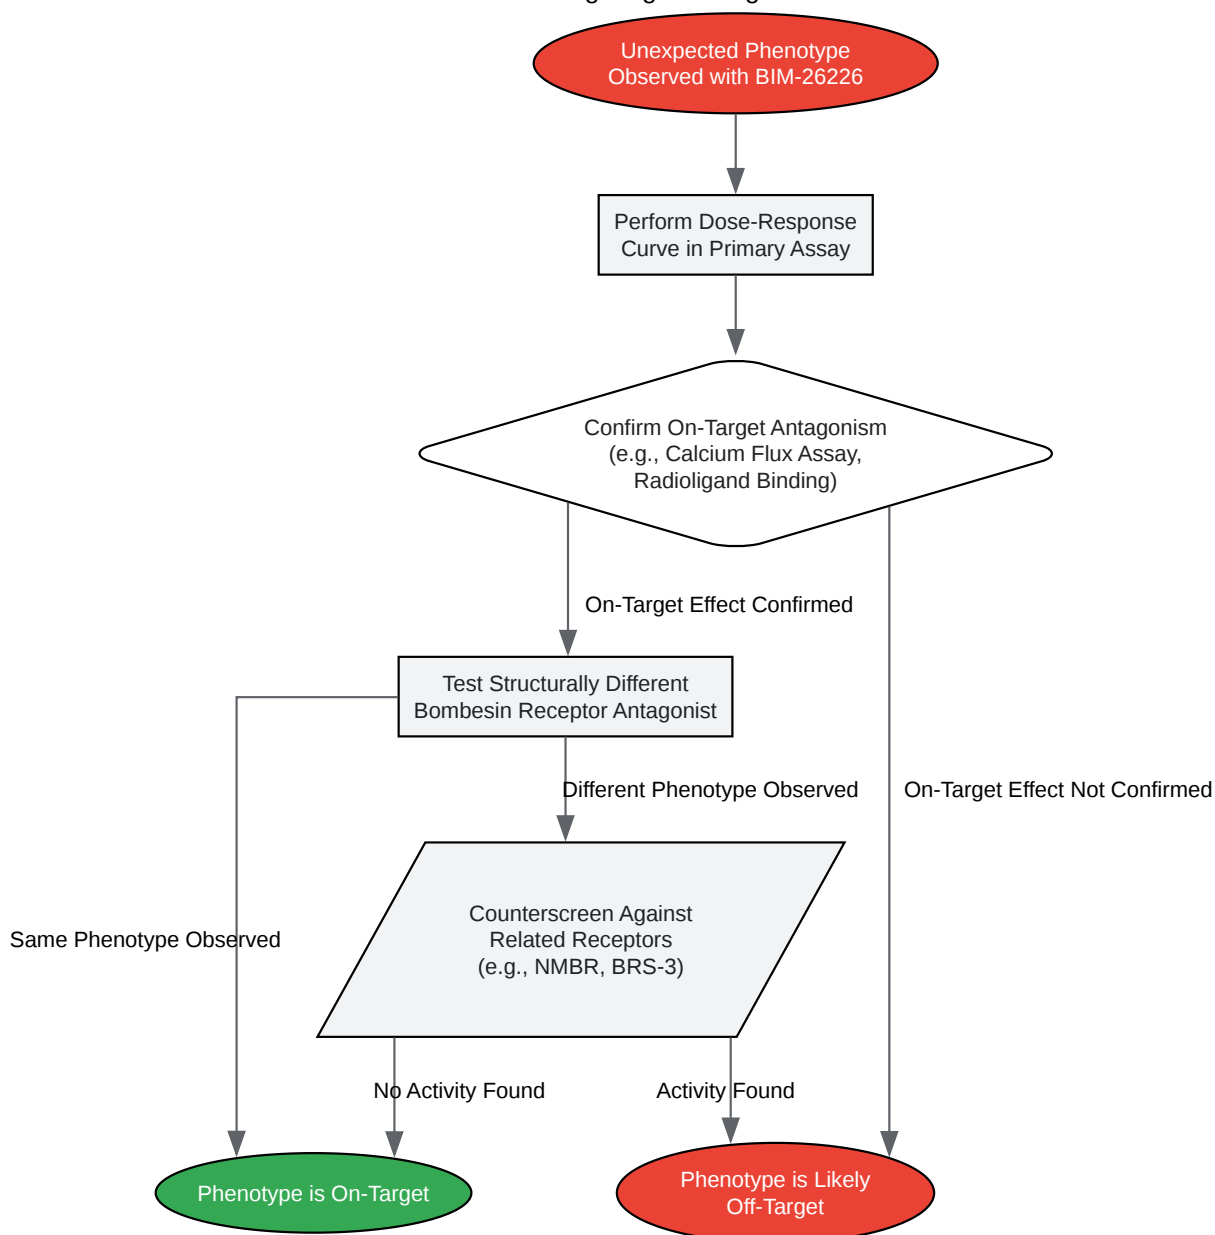 Unexpected Phenotype
Observed with BIM-26226
Perform Dose-Response
Curve in Primary Assay
Confirm On-Target Antagonism
(e.g., Calcium Flux Assay,
Radioligand Binding)
On-Target Effect Confirmed
Test Structurally Different
Bombesin Receptor Antagonist
Different Phenotype Observed
On-Target Effect Not Confirmed
Counterscreen Against
Related Receptors
(e.g., NMBR, BRS-3)
Same Phenotype Observed
No Activity Found
Activity Found
Phenotype is On-Target
Phenotype is Likely
Off-Target